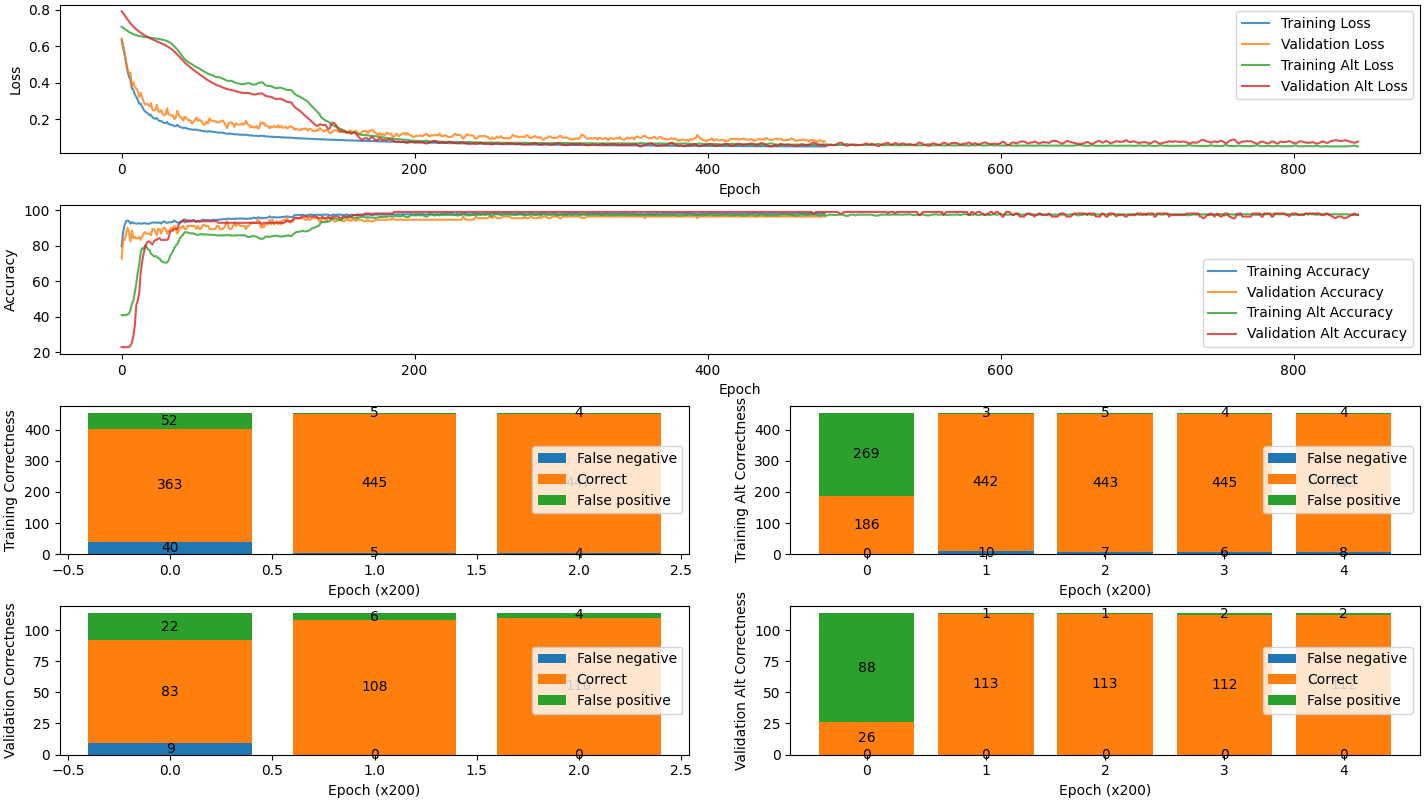 0.8
0.6
0.4
0.2
Loss
0 200 400 600 800
Epoch
Training Loss
Validation Loss
Training Alt Loss
Validation Alt Loss
100
80
60
40
20
Accuracy
0 200 400 600 800
Epoch
Training Accuracy
Validation Accuracy
Training Alt Accuracy
Validation Alt Accuracy
Training Correctness
400
300
200
100
0
52 5 4
363 445
40 5 4
False negative
Correct
False positive
−0.5 0.0 0.5 1.0 1.5 2.0 2.5
Epoch (x200)
Training Alt Correctness
400
300
200
100
0
269 3 5 4 4
186 442 443 445
0 10 7 6 8
False negative
Correct
False positive
0 1 2 3 4
Epoch (x200)
Validation Correctness
100
75
50
25
0
22 6 4
83 108 110
9 0 0
False negative
Correct
False positive
−0.5 0.0 0.5 1.0 1.5 2.0 2.5
Epoch (x200)
Validation Alt Correctness
100
75
50
25
0
88 1 1 2 2
26 113 113 112 112
0 0 0 0 0
False negative
Correct
False positive
0 1 2 3 4
Epoch (x200)